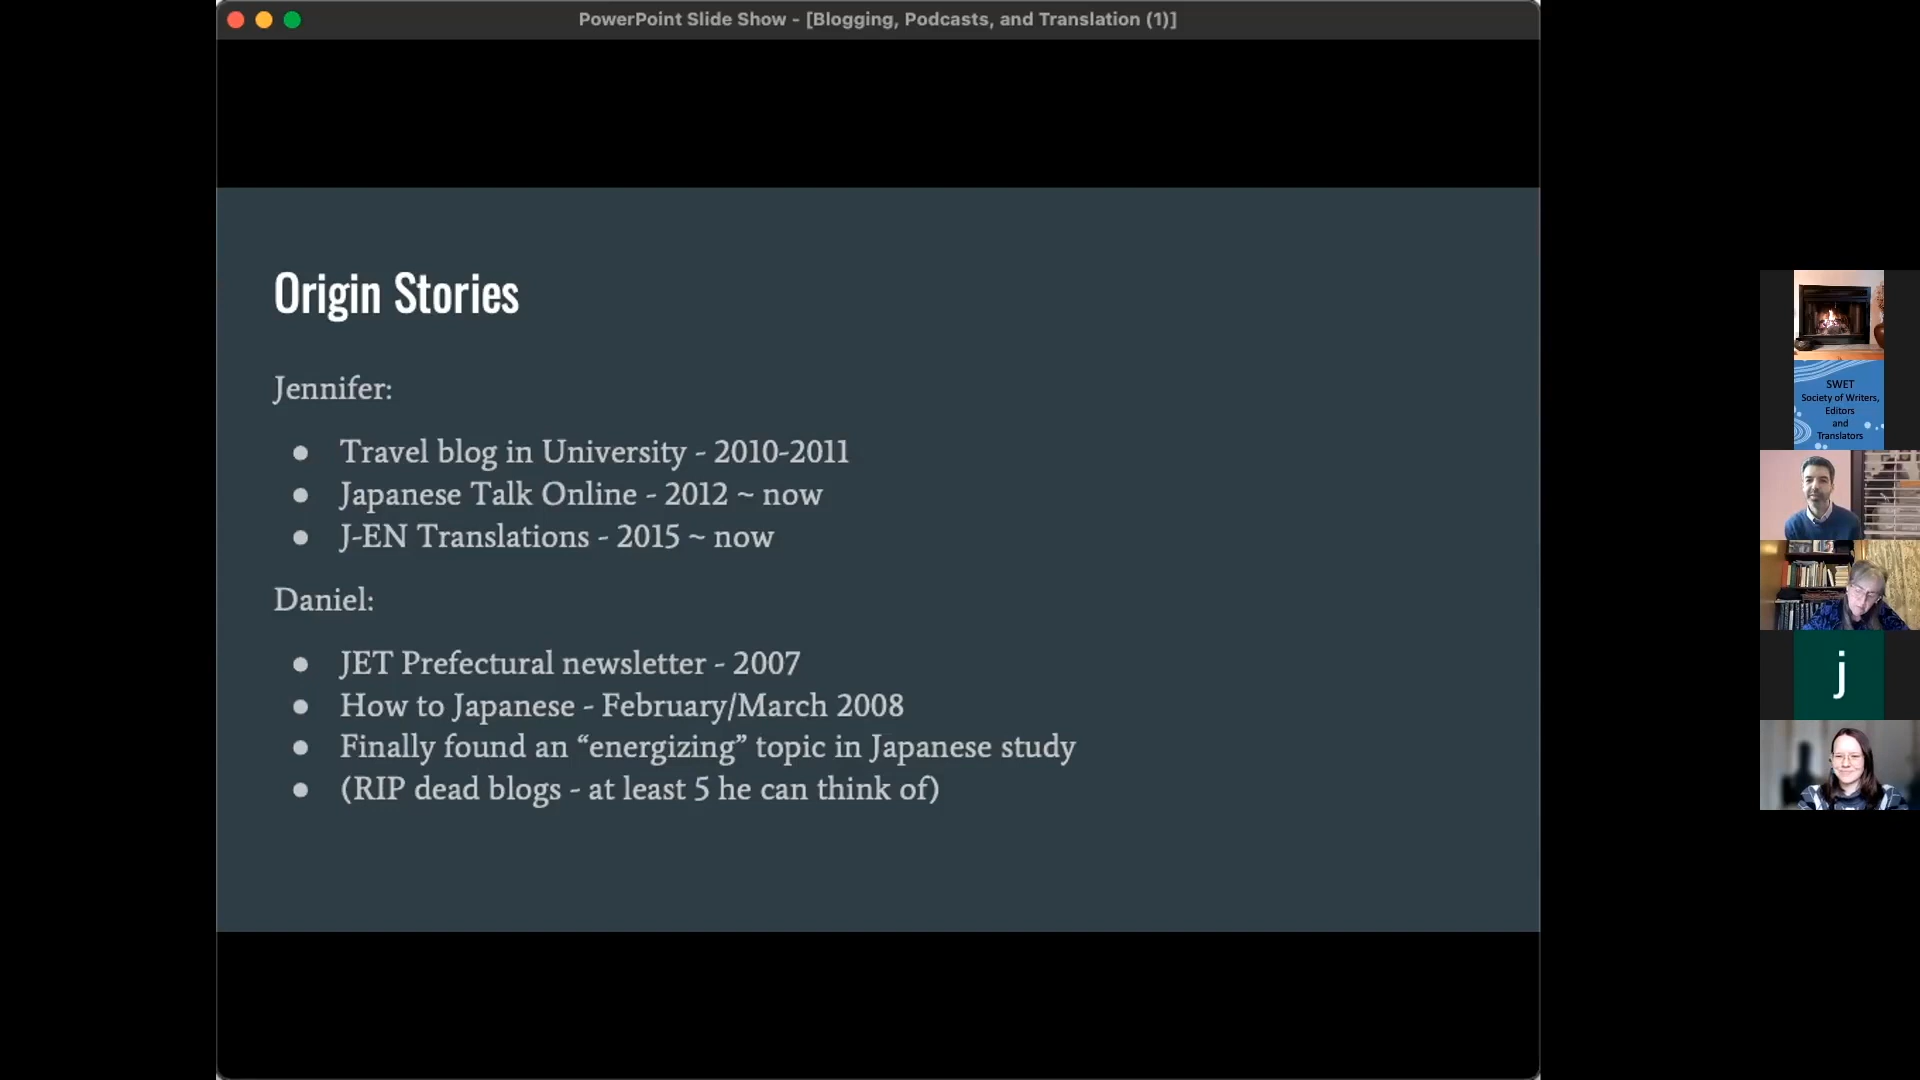 PowerPoint Slide Show - [Blogging, Podcasts, and Translation (1)]
Origin Stories
Jennifer:
● Travel blog in University - 2010-2011
● Japanese Talk Online - 2012 ~ now
● J-EN Translations - 2015 ~ now
Daniel:
● JET Prefectural newsletter - 2007
● How to Japanese - February/March 2008
● Finally found an “energizing” topic in Japanese study
● (RIP dead blogs - at least 5 he can think of)
SWET
Society of Writers,
Editors
and
Translators
j